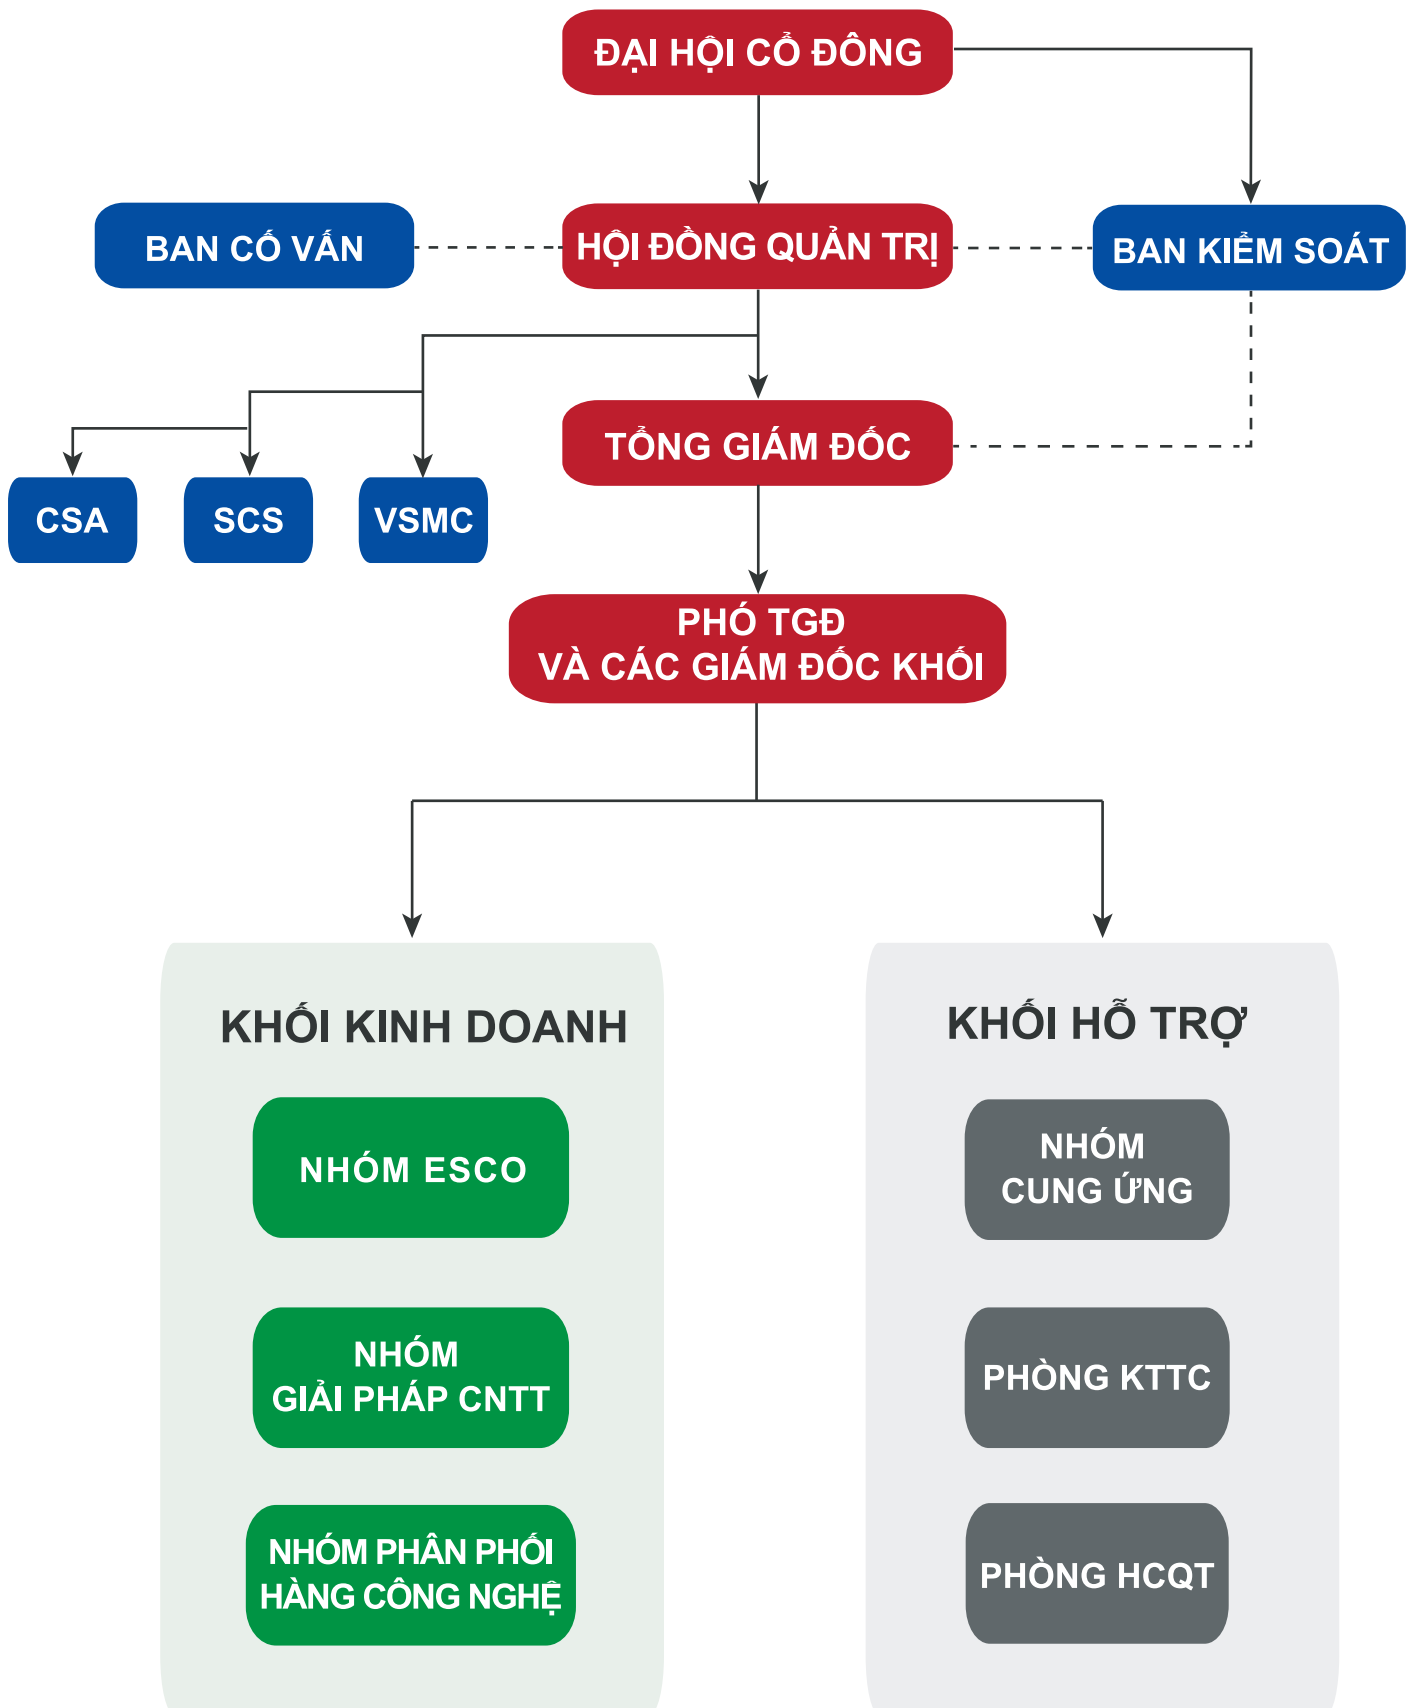 ĐẠI HỘI CỔ ĐÔNG
BAN CỐ VẤN
HỘI ĐỒNG QUẢN TRỊ
BAN KIỂM SOÁT
TỔNG GIÁM ĐỐC
CSA
SCS
VSMC
PHÓ TGĐ
VÀ CÁC GIÁM ĐỐC KHỐI
KHỐI KINH DOANH
NHÓM ESCO
NHÓM
GIẢI PHÁP CNTT
NHÓM PHÂN PHỐI
HÀNG CÔNG NGHỆ
KHỐI HỖ TRỢ
NHÓM
CUNG ỨNG
PHÒNG KTTC
PHÒNG HCQT